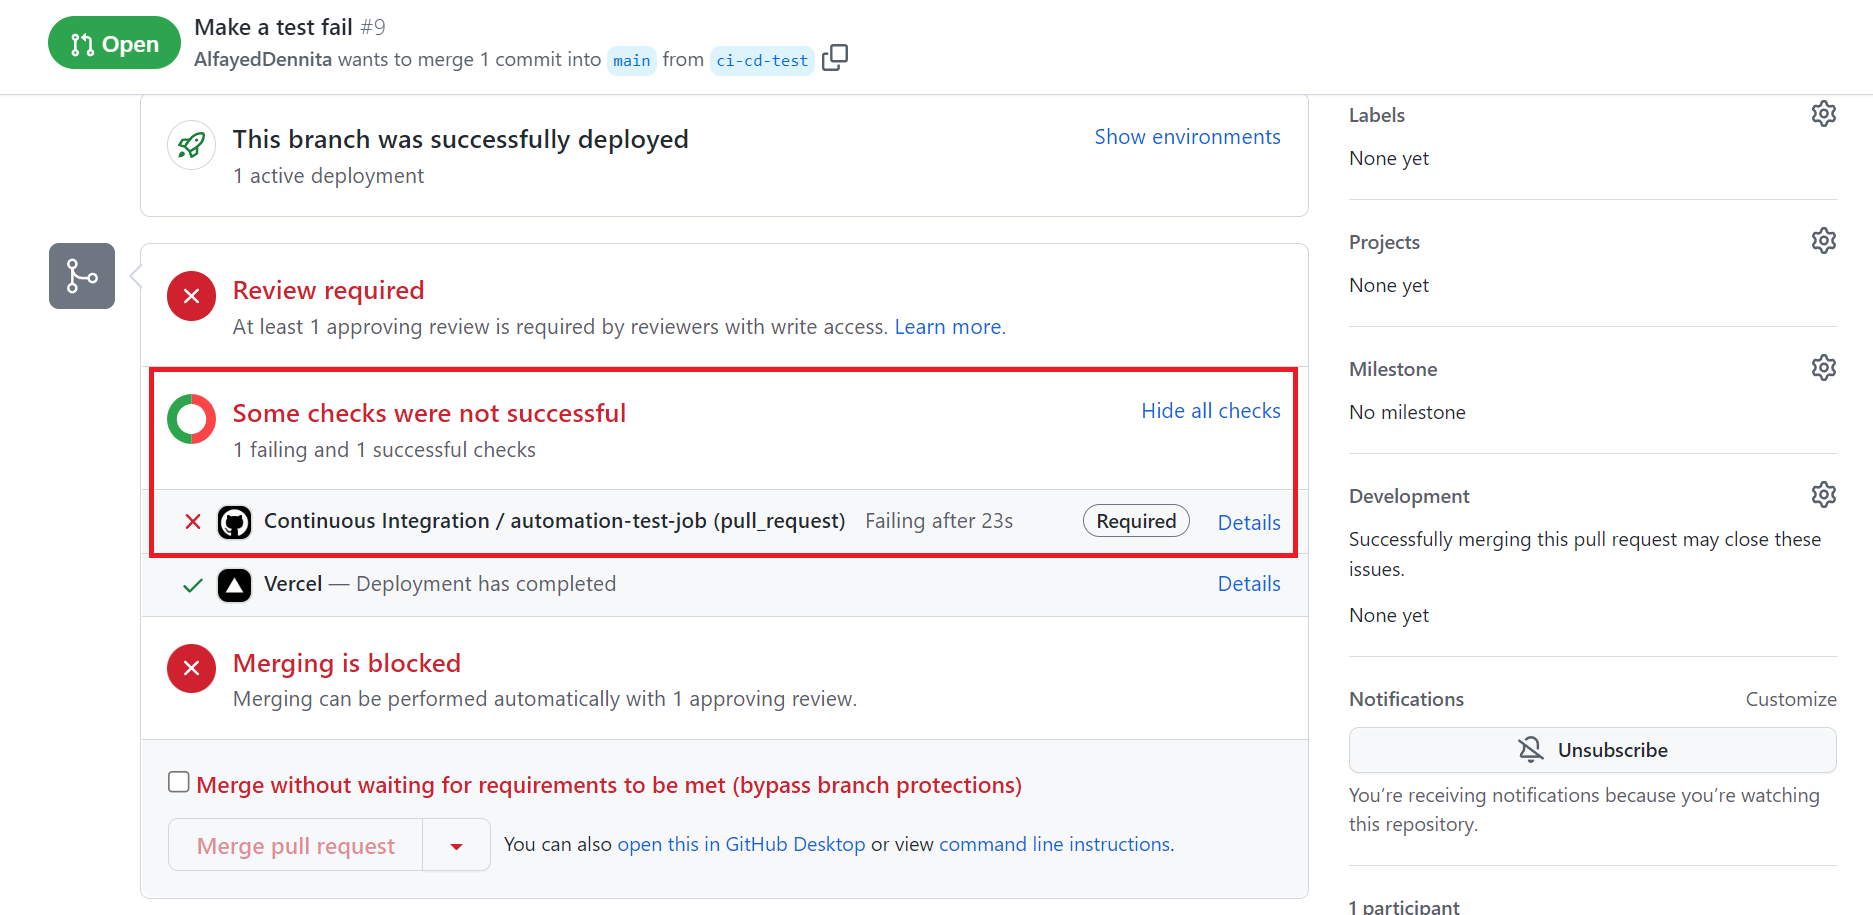 Open
Make a test fail #9
AlfayedDennita wants to merge 1 commit into main from ci-cd-test
This branch was successfully deployed
Show environments
1 active deployment
Review required
At least 1 approving review is required by reviewers with write access. Learn more.
Some checks were not successful
Hide all checks
1 failing and 1 successful checks
Continuous Integration / automation-test-job (pull_request) Failing after 23s Required Details
Vercel — Deployment has completed Details
Merging is blocked
Merging can be performed automatically with 1 approving review.
Merge without waiting for requirements to be met (bypass branch protections)
Merge pull request
You can also open this in GitHub Desktop or view command line instructions.
Labels
None yet
Projects
None yet
Milestone
No milestone
Development
Successfully merging this pull request may close these
issues.
None yet
Notifications Customize
Unsubscribe
You’re receiving notifications because you’re watching
this repository.
1 participant